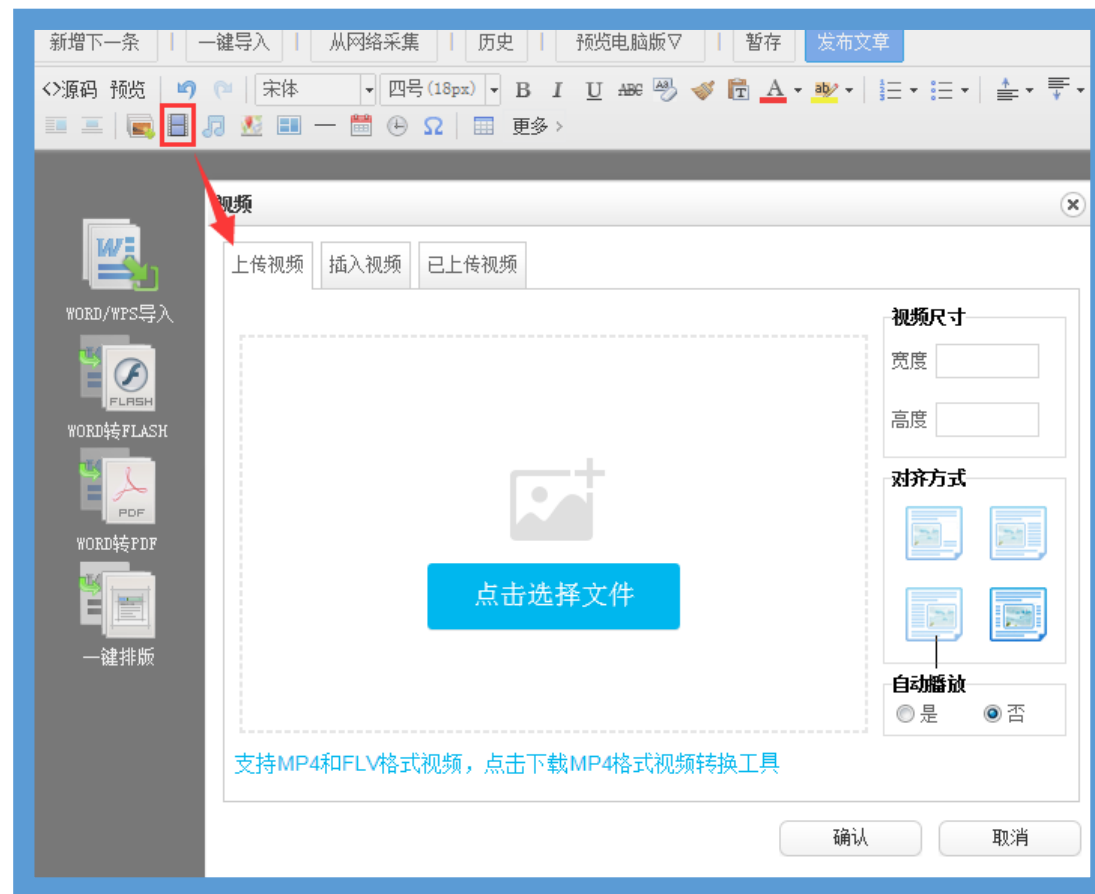 新增下一条 一键导入 从网络采集 历史 预览电脑版▽ 暂存 发布文章
<>源码 预览 宋体 四号(18px) B I U ABC T A ab
Ω 更多 >
视频
上传视频 插入视频 已上传视频
WORD/WPS导入
FLASH
WORD转FLASH
PDF
WORD转PDF
一键排版
点击选择文件
支持MP4和FLV格式视频，点击下载MP4格式视频转换工具
视频尺寸
宽度
高度
对齐方式
自动播放
是 否
确认 取消